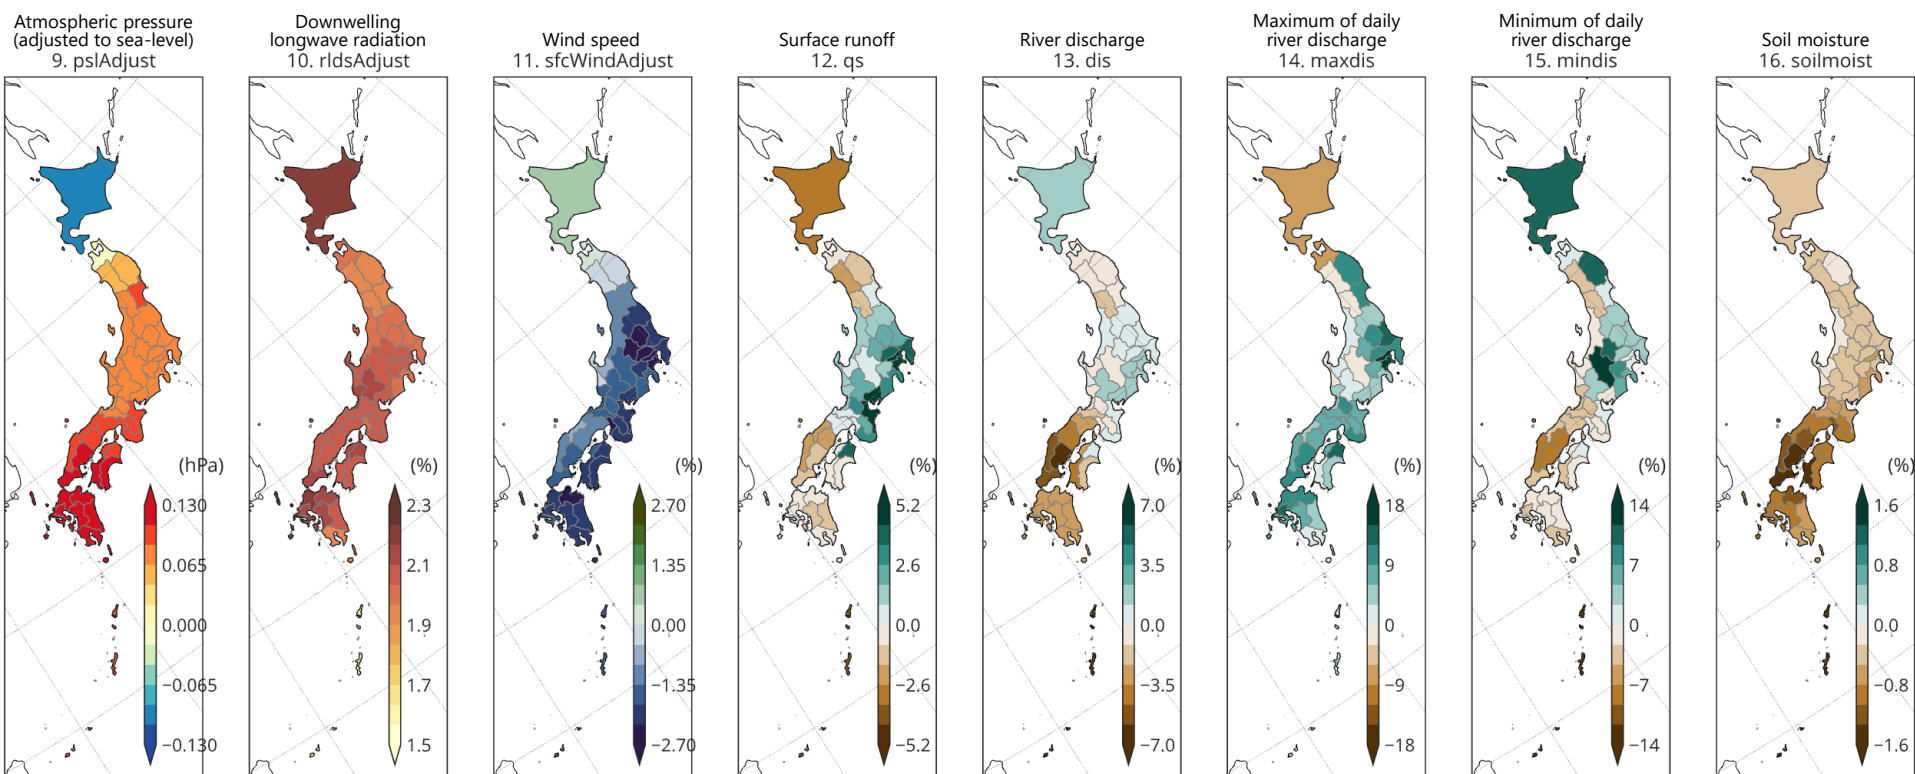 Atmospheric pressure
(adjusted to sea-level)
9. pslAdjust
(hPa)
0.130
0.065
0.000
−0.065
−0.130
Downwelling
longwave radiation
10. rldsAdjust
(%)
2.3
2.1
1.9
1.7
1.5
Wind speed
11. sfcWindAdjust
(%)
2.70
1.35
0.00
−1.35
−2.70
Surface runoff
12. qs
(%)
5.2
2.6
0.0
−2.6
−5.2
River discharge
13. dis
(%)
7.0
3.5
0.0
−3.5
−7.0
Maximum of daily
river discharge
14. maxdis
(%)
18
9
0
−9
−18
Minimum of daily
river discharge
15. mindis
(%)
14
7
0
−7
−14
Soil moisture
16. soilmoist
(%)
1.6
0.8
0.0
−0.8
−1.6